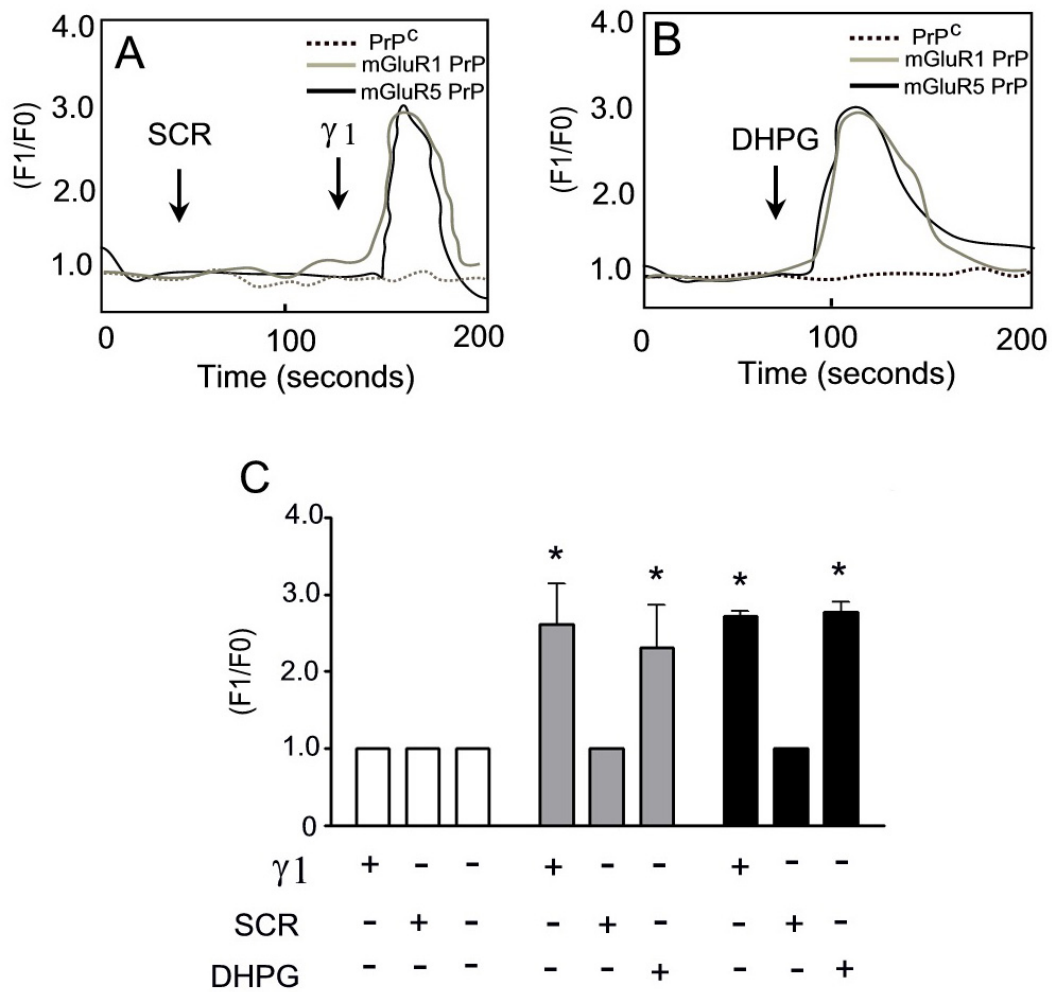 A
4.0
3.0
2.0
1.0
(F1/F0)
PrPC
mGluR1 PrP
mGluR5 PrP
SCR
γ1
0
100
200
Time (seconds)
B
4.0
3.0
2.0
1.0
(F1/F0)
PrPC
mGluR1 PrP
mGluR5 PrP
DHPG
0
100
200
Time (seconds)
C
4.0
3.0
2.0
1.0
0
(F1/F0)
* * * *
γ1 + - - + - - + - -
SCR - + - - + - - + -
DHPG - - - - - + - - +